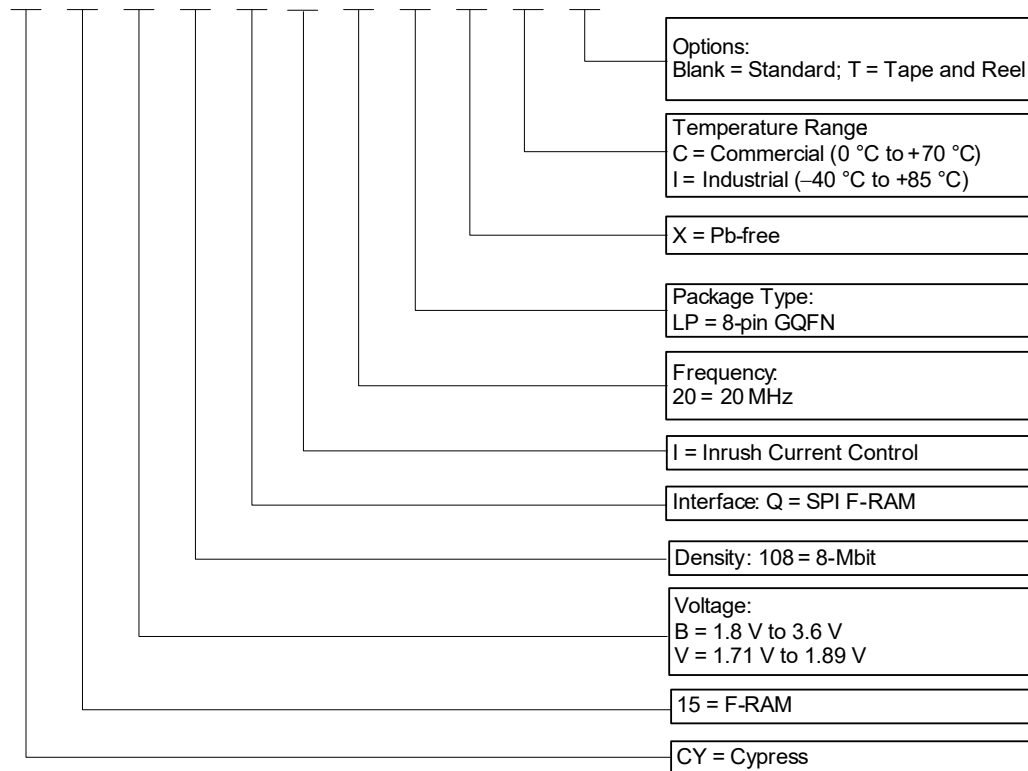 Options:
Blank = Standard; T = Tape and Reel
Temperature Range
C = Commercial (0 °C to +70 °C)
I = Industrial (–40 °C to +85 °C)
X = Pb-free
Package Type:
LP = 8-pin GQFN
Frequency:
20 = 20 MHz
I = Inrush Current Control
Interface: Q = SPI F-RAM
Density: 108 = 8-Mbit
Voltage:
B = 1.8 V to 3.6 V
V = 1.71 V to 1.89 V
15 = F-RAM
CY = Cypress